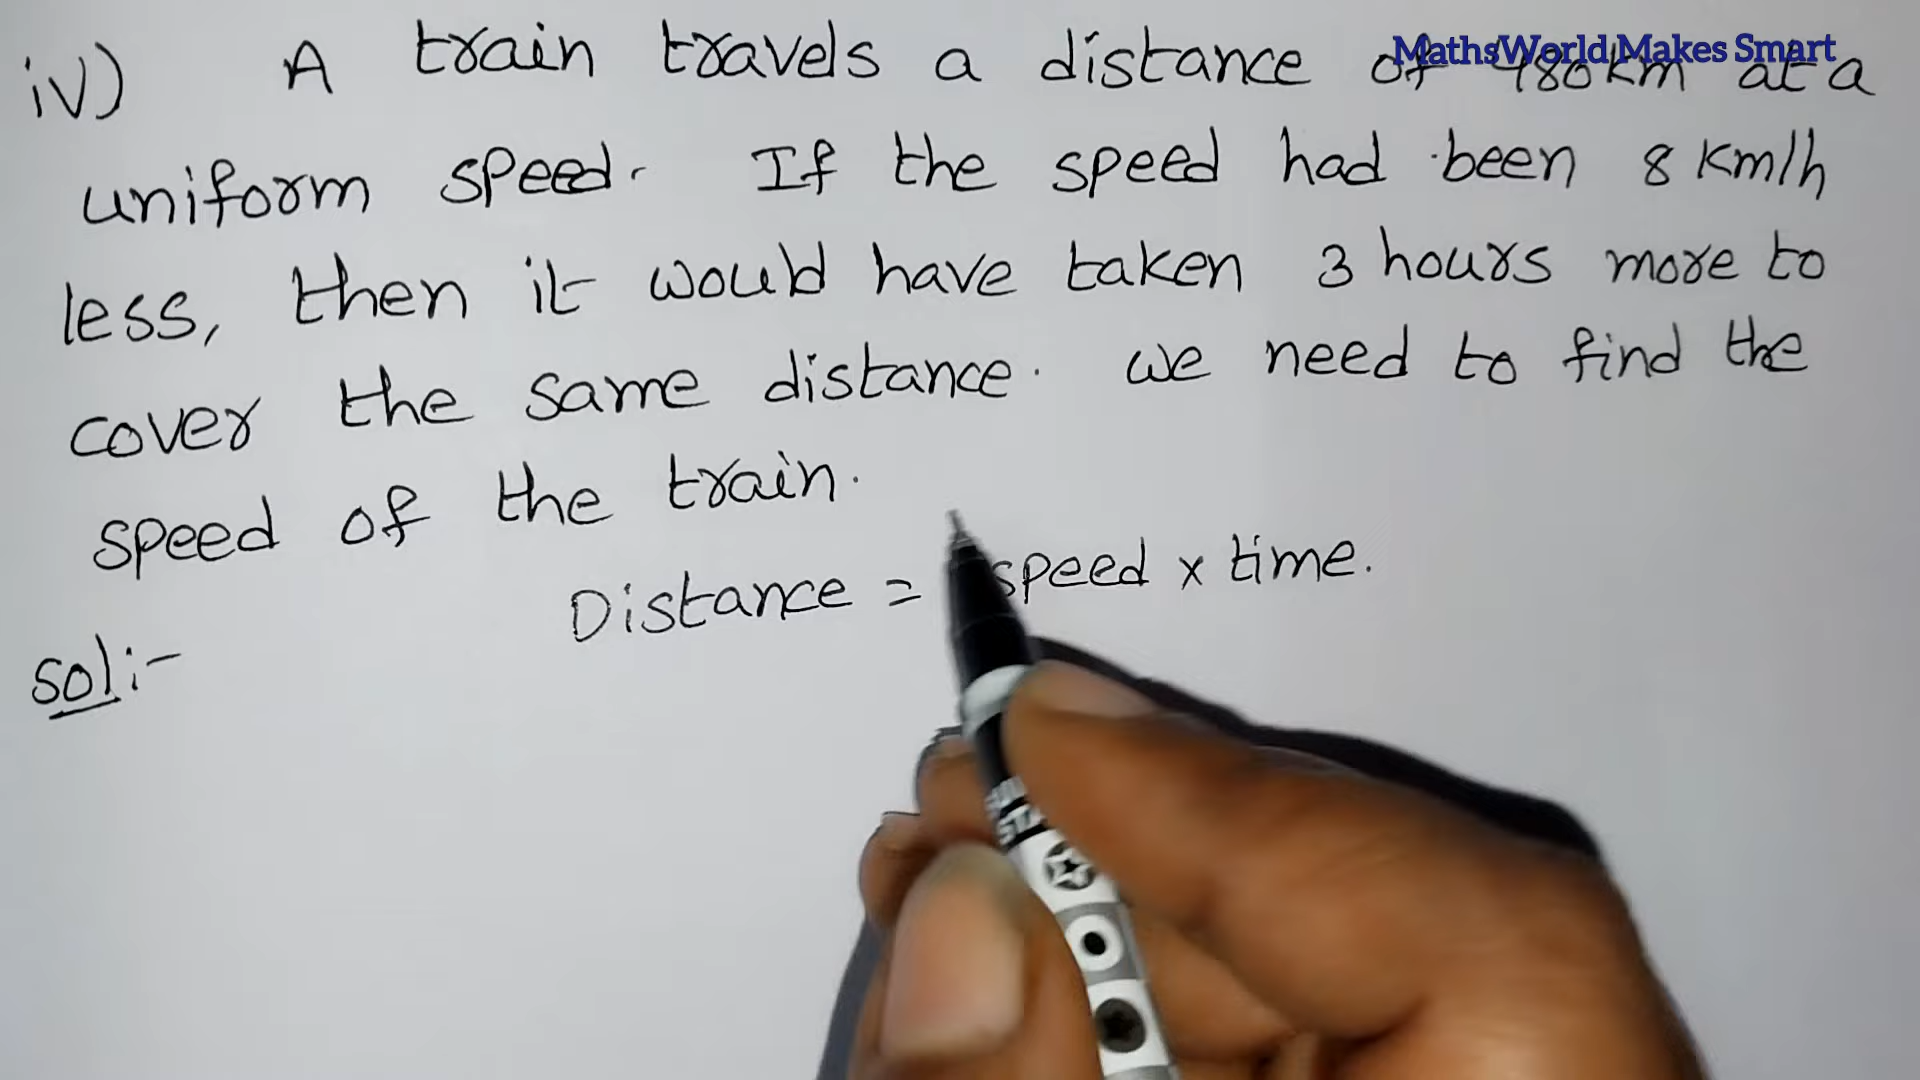 MathsWorld Makes Smart
iv) A train travels a distance of 480km at a
uniform speed. If the speed had been 8 Km/h
less, then it would have taken 3 hours more to
cover the same distance. we need to find the
speed of the train.
Distance = speed x time.
sol:-